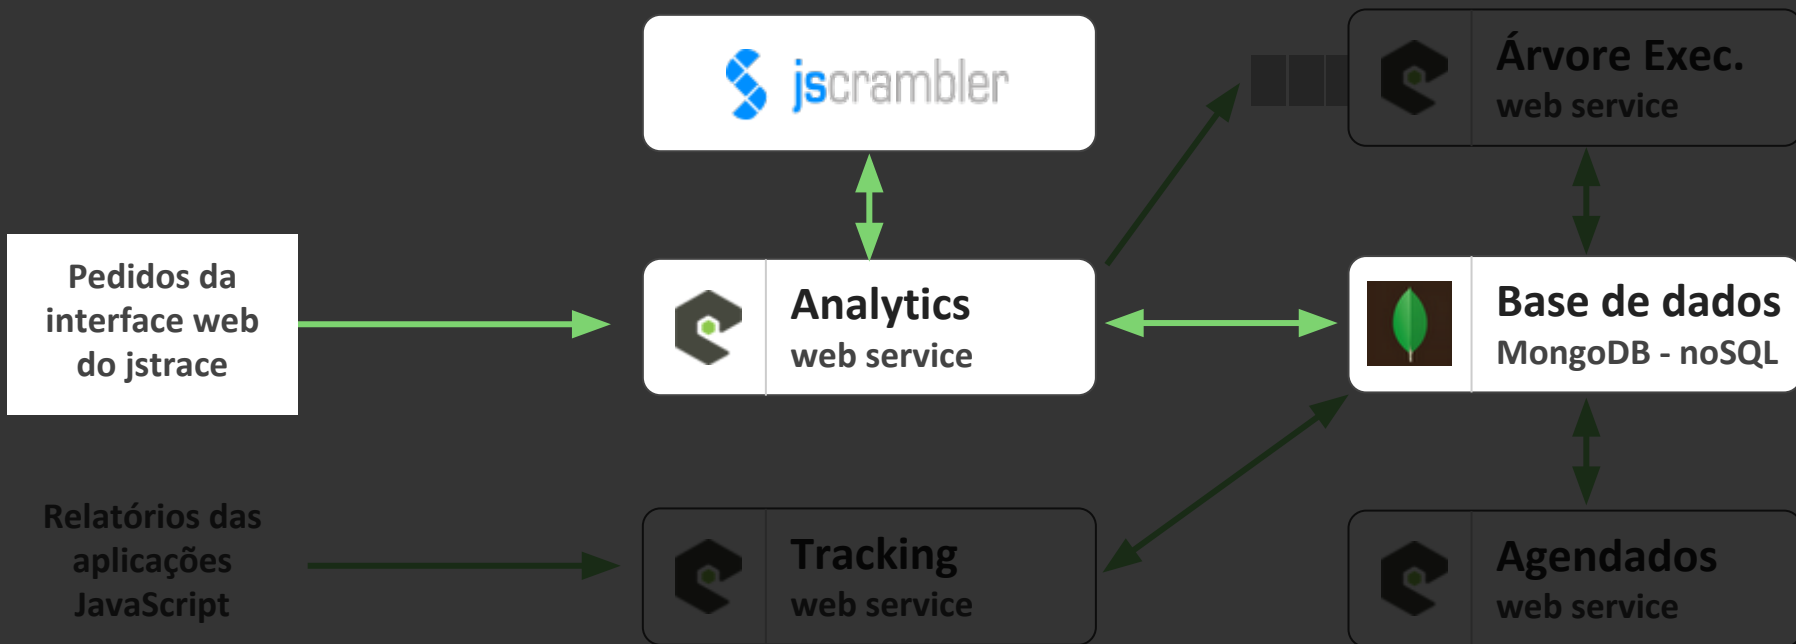 jscrambler
Árvore Exec.
web service
Pedidos da
interface web
do jstrace
Analytics
web service
Base de dados
MongoDB - noSQL
Relatórios das
aplicações
JavaScript
Tracking
web service
Agendados
web service